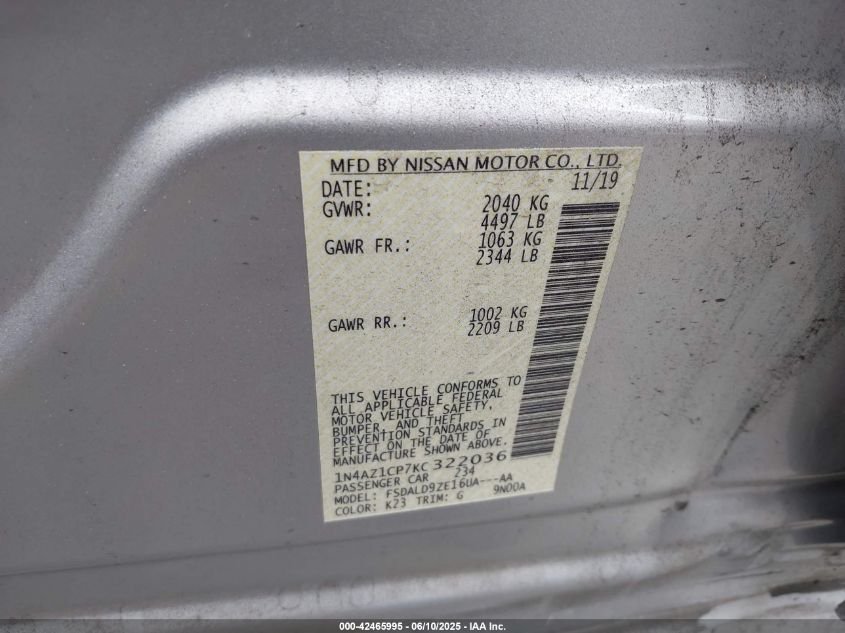 MFD BY NISSAN MOTOR CO., LTD.
DATE: 11/19
GVWR: 2040 KG
4497 LB
GAWR FR.: 1063 KG
2344 LB
GAWR RR.: 1002 KG
2209 LB
THIS VEHICLE CONFORMS TO
ALL APPLICABLE FEDERAL
MOTOR VEHICLE SAFETY,
BUMPER, AND THEFT
PREVENTION STANDARDS IN
EFFECT ON THE DATE OF
MANUFACTURE SHOWN ABOVE.
1N4AZ1CP7KC322036
PASSENGER CAR 234
MODEL: FSDALD9ZE16UA---AA
COLOR: K23 TRIM: G 9N00A
000-42465995 - 06/10/2025 - IAA Inc.